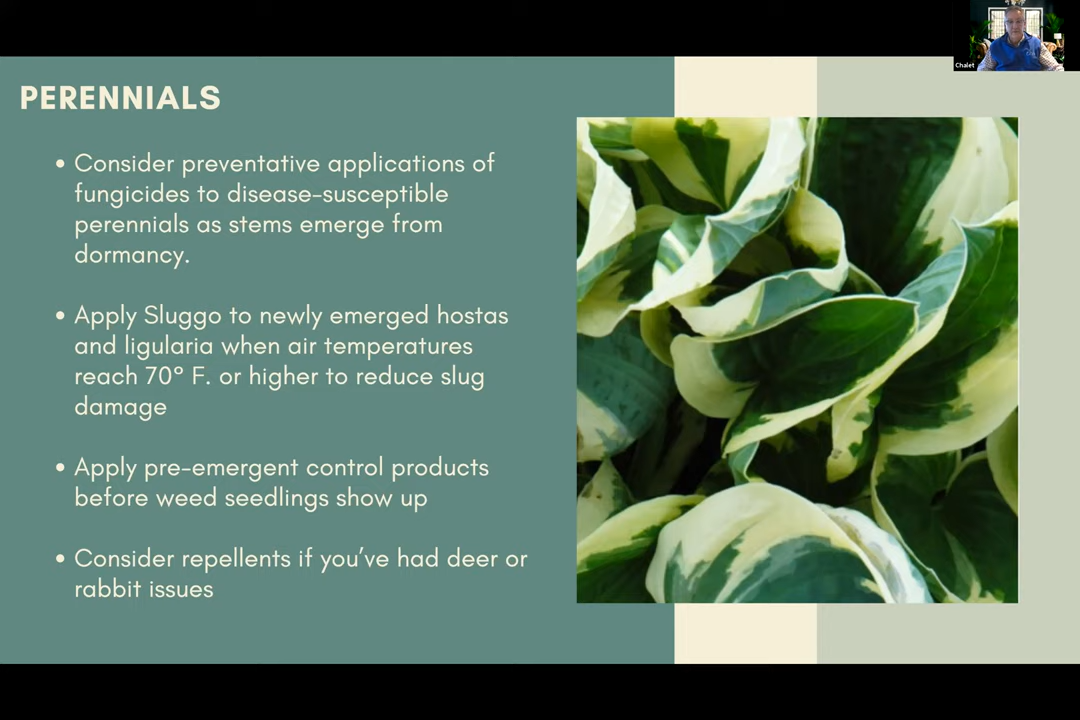 Chalet
PERENNIALS
• Consider preventative applications of
fungicides to disease-susceptible
perennials as stems emerge from
dormancy.
• Apply Sluggo to newly emerged hostas
and ligularia when air temperatures
reach 70° F. or higher to reduce slug
damage
• Apply pre-emergent control products
before weed seedlings show up
• Consider repellents if you've had deer or
rabbit issues